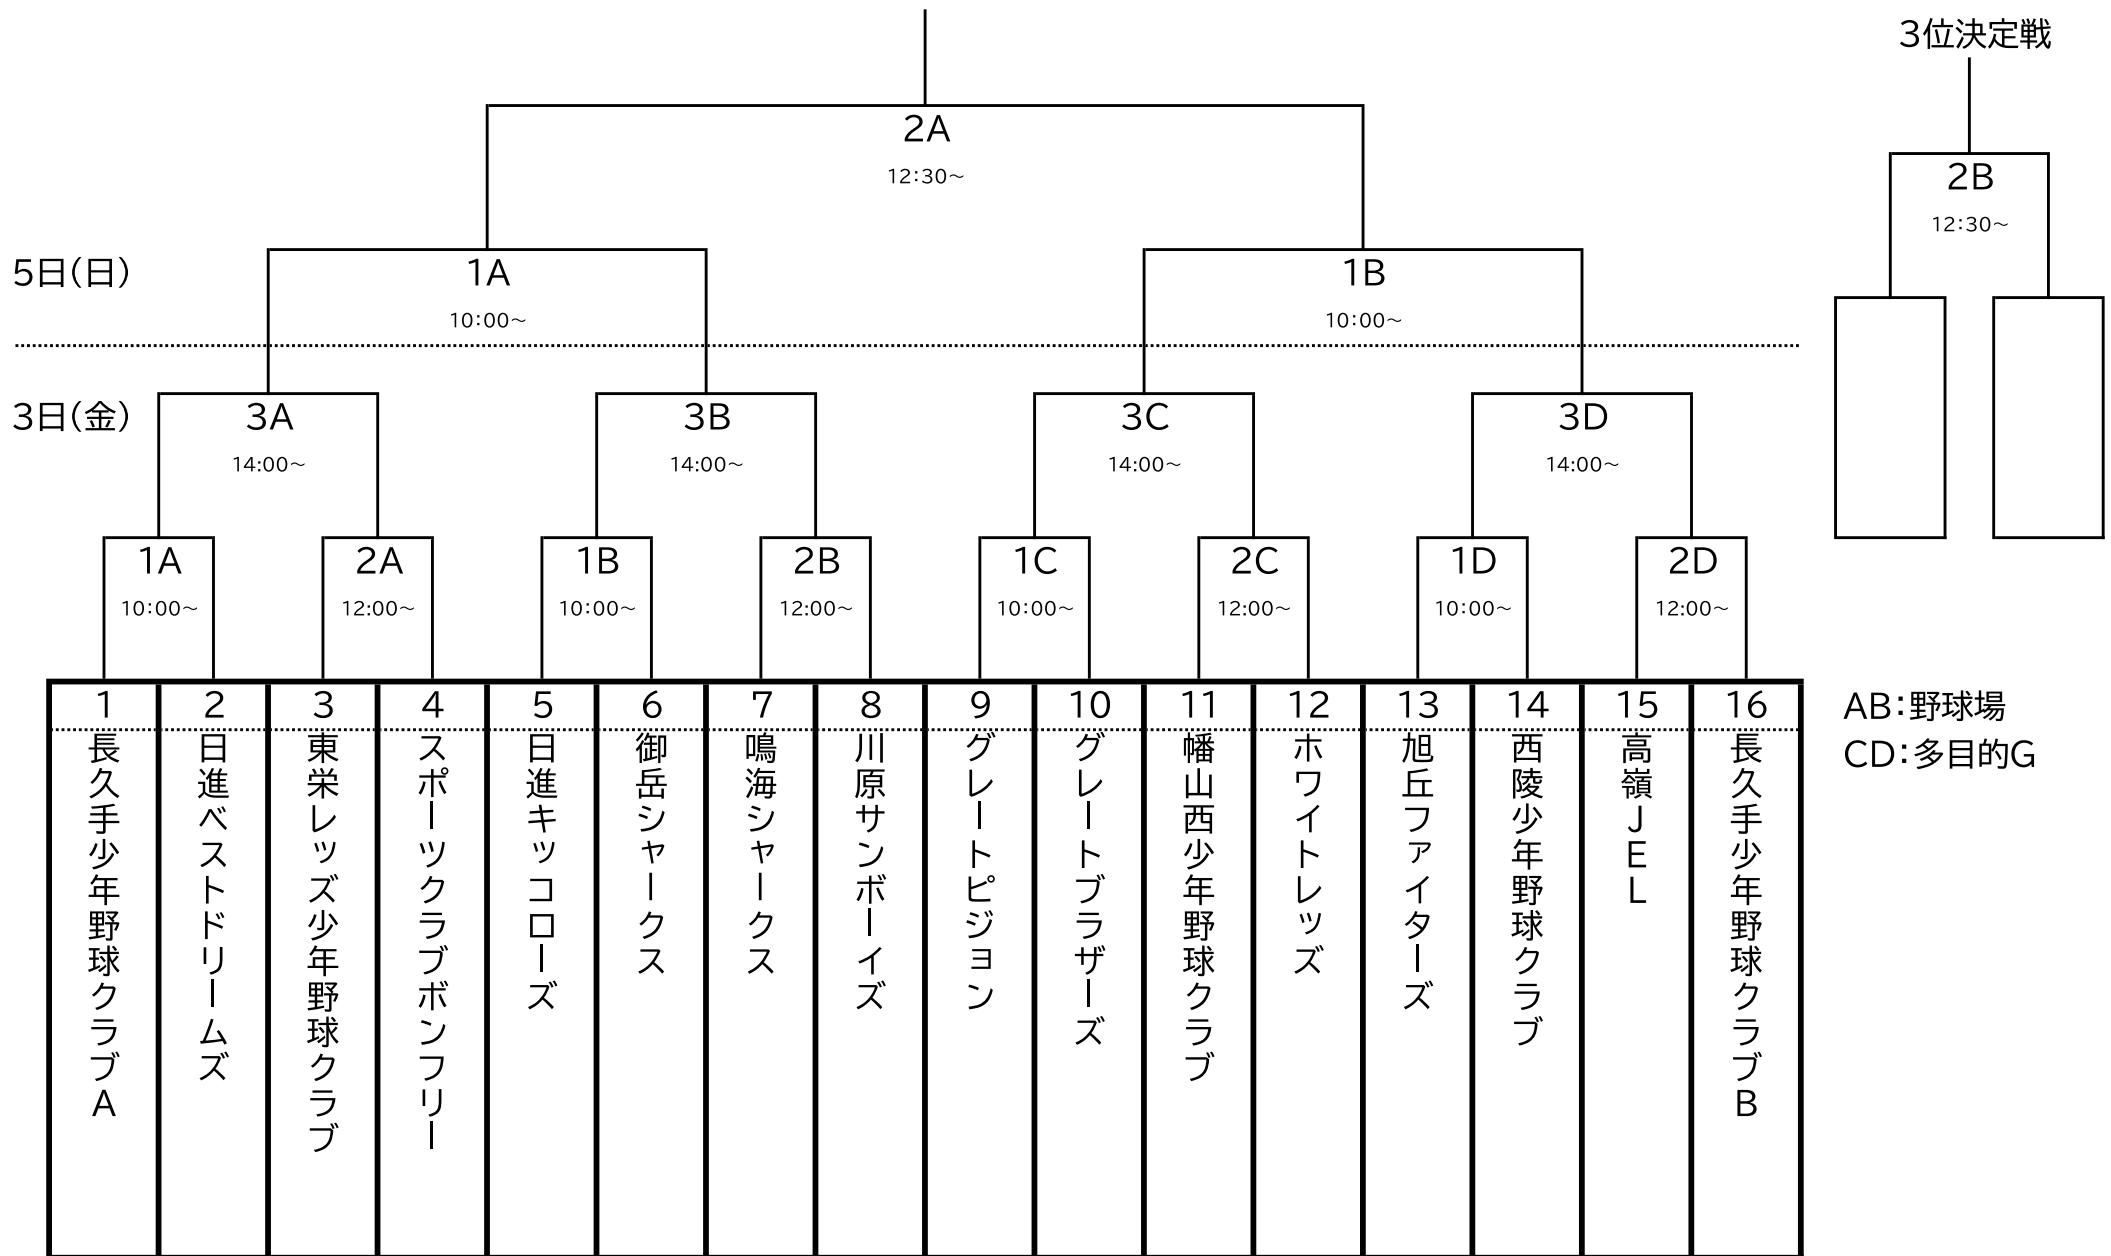 3位決定戦
2A
12:30~
2B
12:30~
5日(日)
1A
10:00~
1B
10:00~
3日(金)
3A
14:00~
3B
14:00~
3C
14:00~
3D
14:00~
1A
10:00~
2A
12:00~
1B
10:00~
2B
12:00~
1C
10:00~
2C
12:00~
1D
10:00~
2D
12:00~
AB:野球場
CD:多目的G
1
長久手少年野球クラブA
2
日進ベストドリームズ
3
東栄レッズ少年野球クラブ
4
スポーツクラブボンフリー
5
日進キッコローズ
6
御岳シャークス
7
鳴海シャークス
8
川原サンボーイズ
9
グレートピジョン
10
グレートブラザーズ
11
幡山西少年野球クラブ
12
ホワイトレッズ
13
旭丘ファイターズ
14
西陵少年野球クラブ
15
高嶺JEL
16
長久手少年野球クラブB